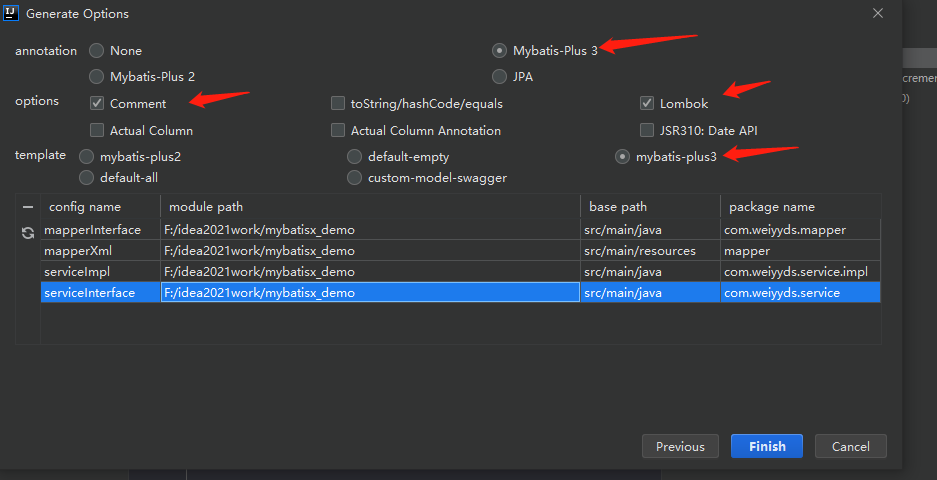 IJ Generate Options
annotation None Mybatis-Plus 3
Mybatis-Plus 2 JPA
options Comment toString/hashCode/equals Lombok
Actual Column Actual Column Annotation JSR310: Date API
template mybatis-plus2 default-empty mybatis-plus3
default-all custom-model-swagger
config name module path base path package name
mapperInterface F:/idea2021work/mybatisx_demo src/main/java com.weiyyds.mapper
mapperXml F:/idea2021work/mybatisx_demo src/main/resources mapper
serviceImpl F:/idea2021work/mybatisx_demo src/main/java com.weiyyds.service.impl
serviceInterface F:/idea2021work/mybatisx_demo src/main/java com.weiyyds.service
Previous Finish Cancel